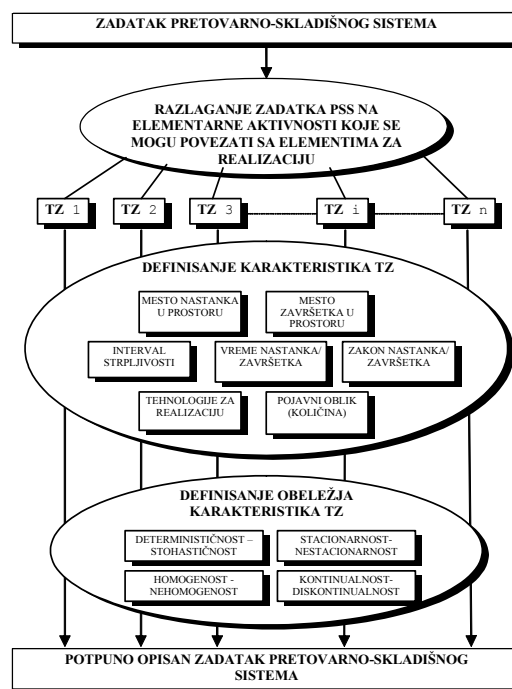 ZADATAK PRETOVARNO-SKLADIŠNOG SISTEMA
RAZLAGANJE ZADATKA PSS NA
ELEMENTARNE AKTIVNOSTI KOJE SE
MOGU POVEZATI SA ELEMENTIMA ZA
REALIZACIJU
TZ 1
TZ 2
TZ 3
TZ i
TZ n
DEFINISANJE KARAKTERISTIKA TZ
MESTO NASTANKA
U PROSTORU
MESTO
ZAVRŠETKA U
PROSTORU
INTERVAL
STRPLJIVOSTI
VREME NASTANKA/
ZAVRŠETKA
ZAKON NASTANKA/
ZAVRŠETKA
TEHNOLOGIJE ZA
REALIZACIJU
POJAVNI OBLIK
(KOLIČINA)
DEFINISANJE OBELEŽJA
KARAKTERISTIKA TZ
DETERMINISTIČNOST –
STOHASTIČNOST
STACIONARNOST-
NESTACIONARNOST
HOMOGENOST -
NEHOMOGENOST
KONTINUALNOST-
DISKONTINUALNOST
POTPUNO OPISAN ZADATAK PRETOVARNO-SKLADIŠNOG
SISTEMA